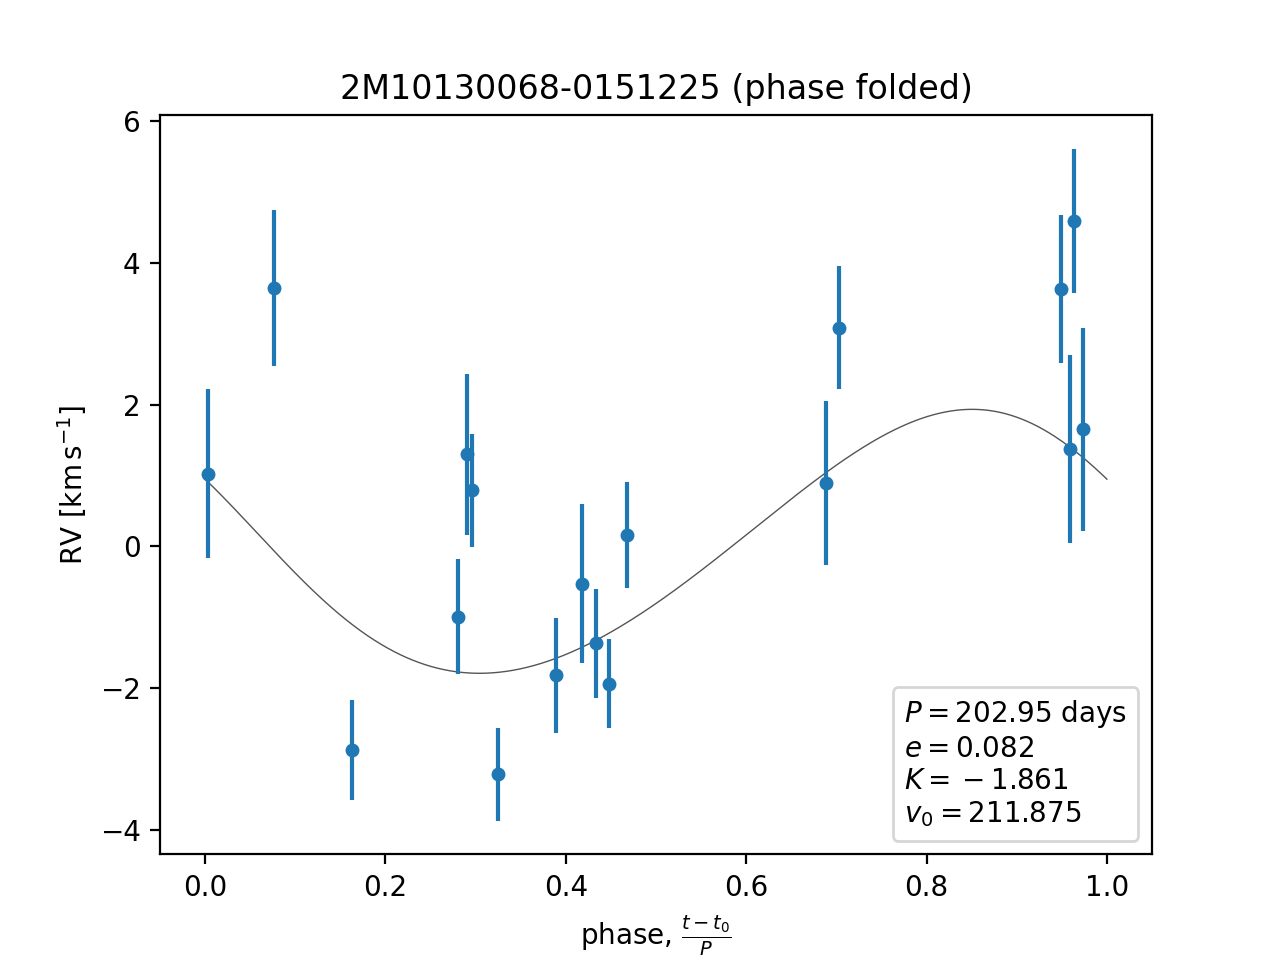 2M10130068-0151225 (phase folded)
6
4
2
0
−2
−4
RV [km s⁻¹]
P = 202.95 days
e = 0.082
K = −1.861
v₀ = 211.875
0.0 0.2 0.4 0.6 0.8 1.0
phase, (t − t₀)/P